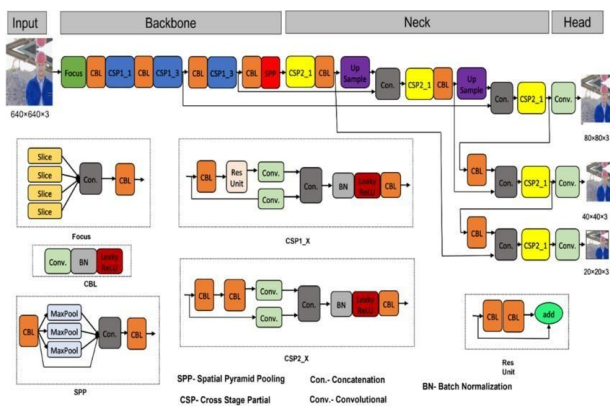 Input Backbone Neck Head
640×640×3
Focus CBL CSP1_1 CBL CSP1_3 CBL CSP1_3 CBL SPP CSP2_1 CBL Up Sample Con. CSP2_1 CBL Up Sample Con. CSP2_1 Conv.
80×80×3
CBL Con. CSP2_1 Conv.
40×40×3
CBL Con. CSP2_1 Conv.
20×20×3
Slice
Slice
Slice
Slice
Con. CBL
Focus
Conv. BN Leaky ReLU
CBL
CBL MaxPool
MaxPool
MaxPool
Con. CBL
SPP
CBL Res Unit Conv.
Conv.
Con. BN Leaky ReLU CBL
CSP1_X
CBL CBL Conv.
Conv.
Con. BN Leaky ReLU CBL
CSP2_X
CBL CBL add
Res
Unit
SPP- Spatial Pyramid Pooling Con.- Concatenation
BN- Batch Normalization
CSP- Cross Stage Partial Conv.- Convolutional